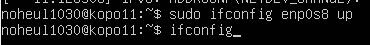 noheul1030@kopo11:~$ sudo ifconfig enp0s8 up
noheul1030@kopo11:~$ ifconfig_